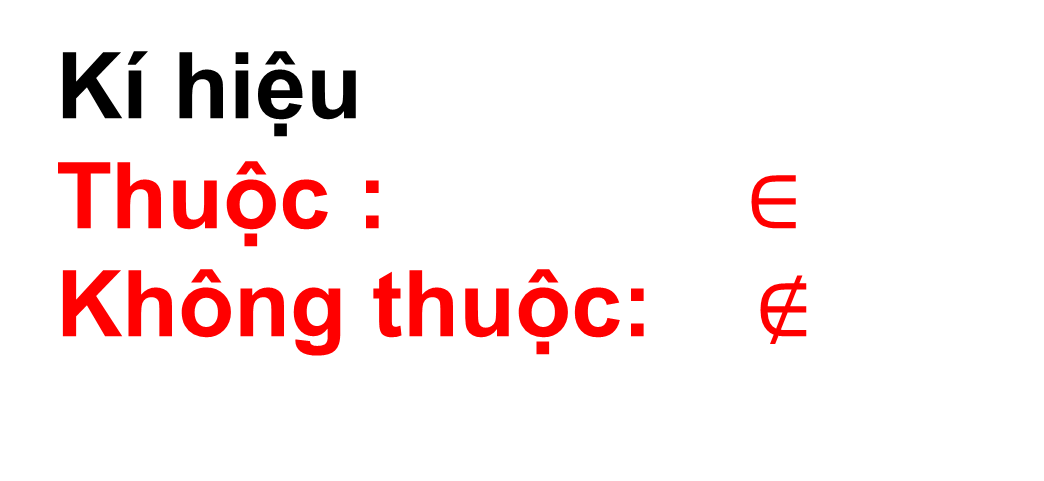 Kí hiệu
Thuộc : ∈
Không thuộc: ∉